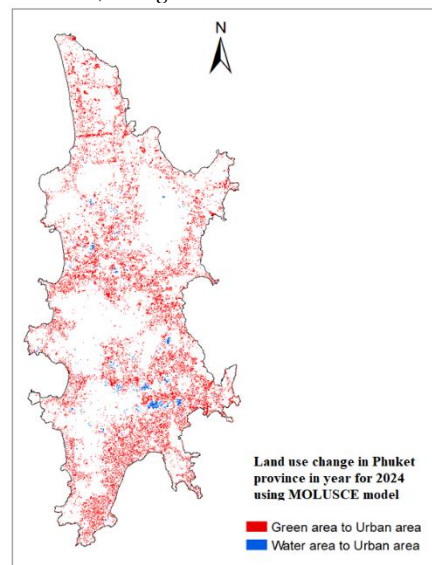 N
Land use change in Phuket
province in year for 2024
using MOLUSCE model
Green area to Urban area
Water area to Urban area